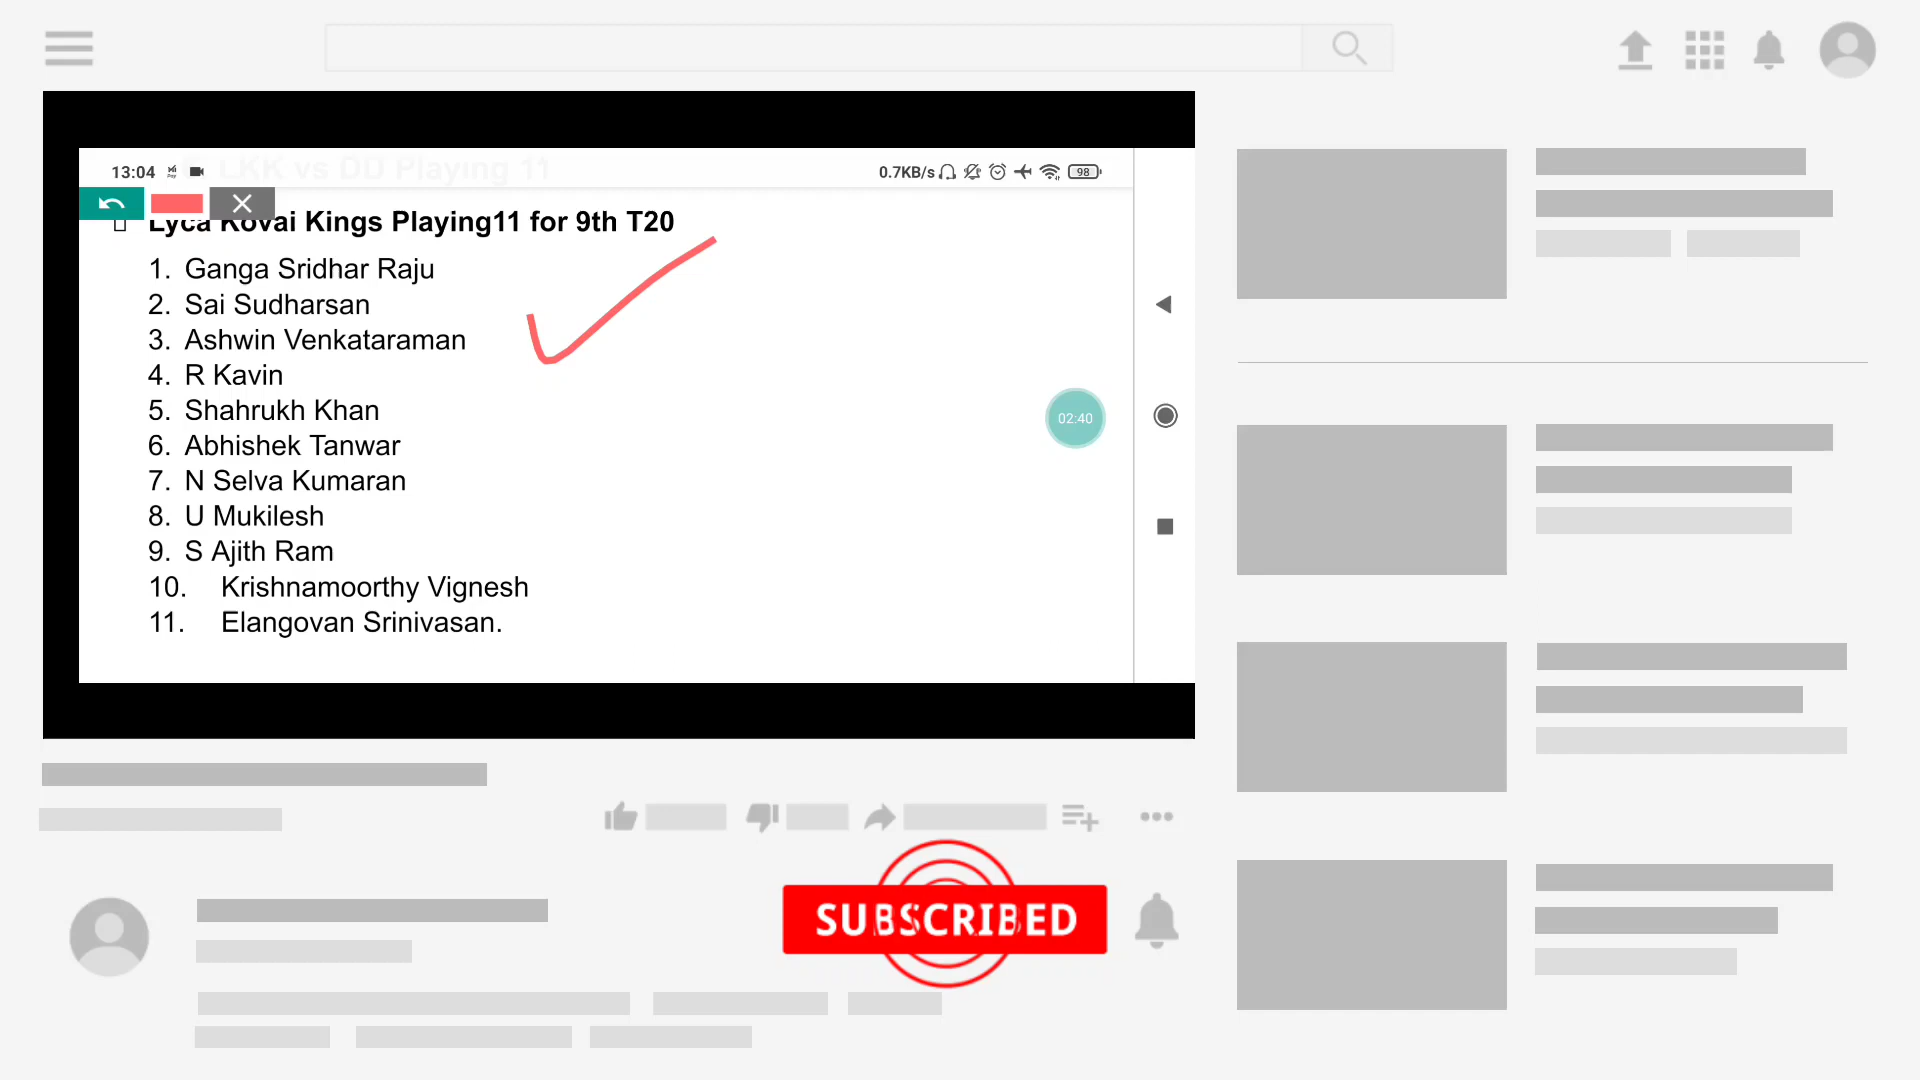 LKK vs DD Playing 11
13:04
0.7KB/s
98
Lyca Kovai Kings Playing11 for 9th T20
1. Ganga Sridhar Raju
2. Sai Sudharsan
3. Ashwin Venkataraman
4. R Kavin
5. Shahrukh Khan
6. Abhishek Tanwar
7. N Selva Kumaran
8. U Mukilesh
9. S Ajith Ram
10. Krishnamoorthy Vignesh
11. Elangovan Srinivasan.
02:40
SUBSCRIBED